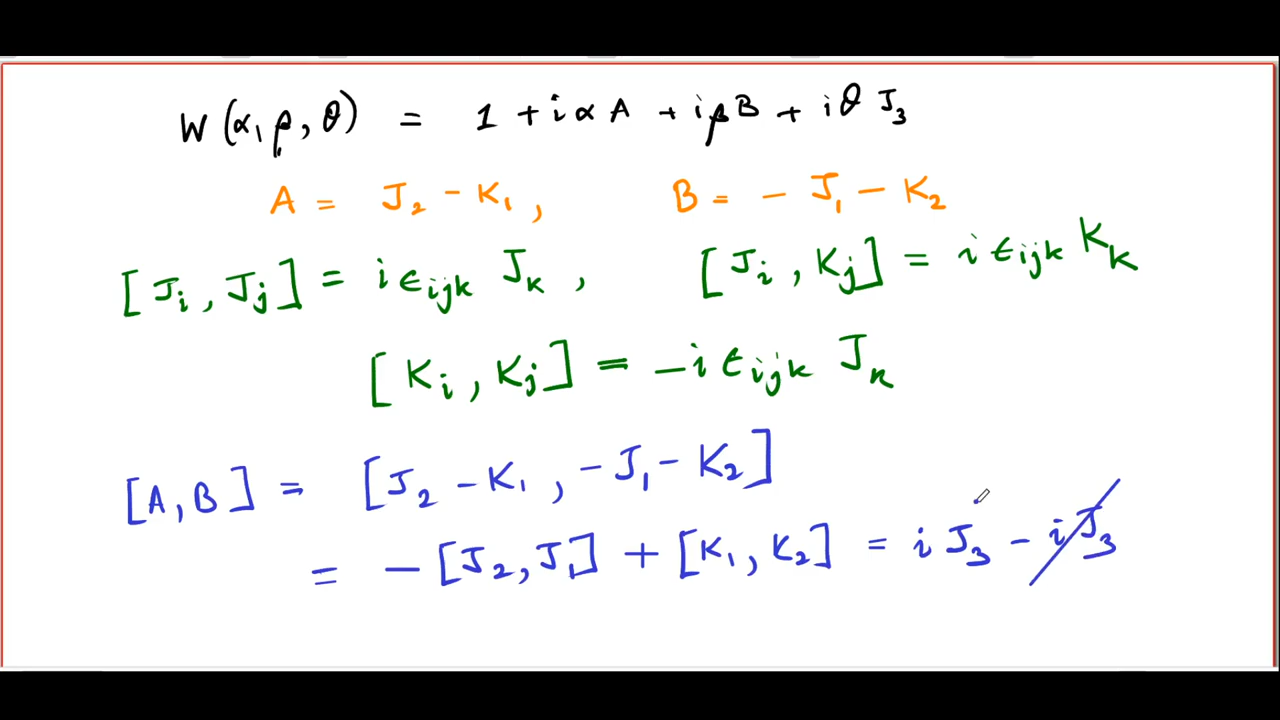 W(α, β, θ) = 1 + iαA + iβB + iθJ₃
A = J₂ - K₁, B = - J₁ - K₂
[Jᵢ, Jⱼ] = iϵᵢⱼₖ Jₖ, [Jᵢ, Kⱼ] = iϵᵢⱼₖ Kₖ
[Kᵢ, Kⱼ] = -iϵᵢⱼₖ Jₖ
[A, B] = [J₂ - K₁, -J₁ - K₂]
= - [J₂, J₁] + [K₁, K₂] = iJ₃ - iJ₃